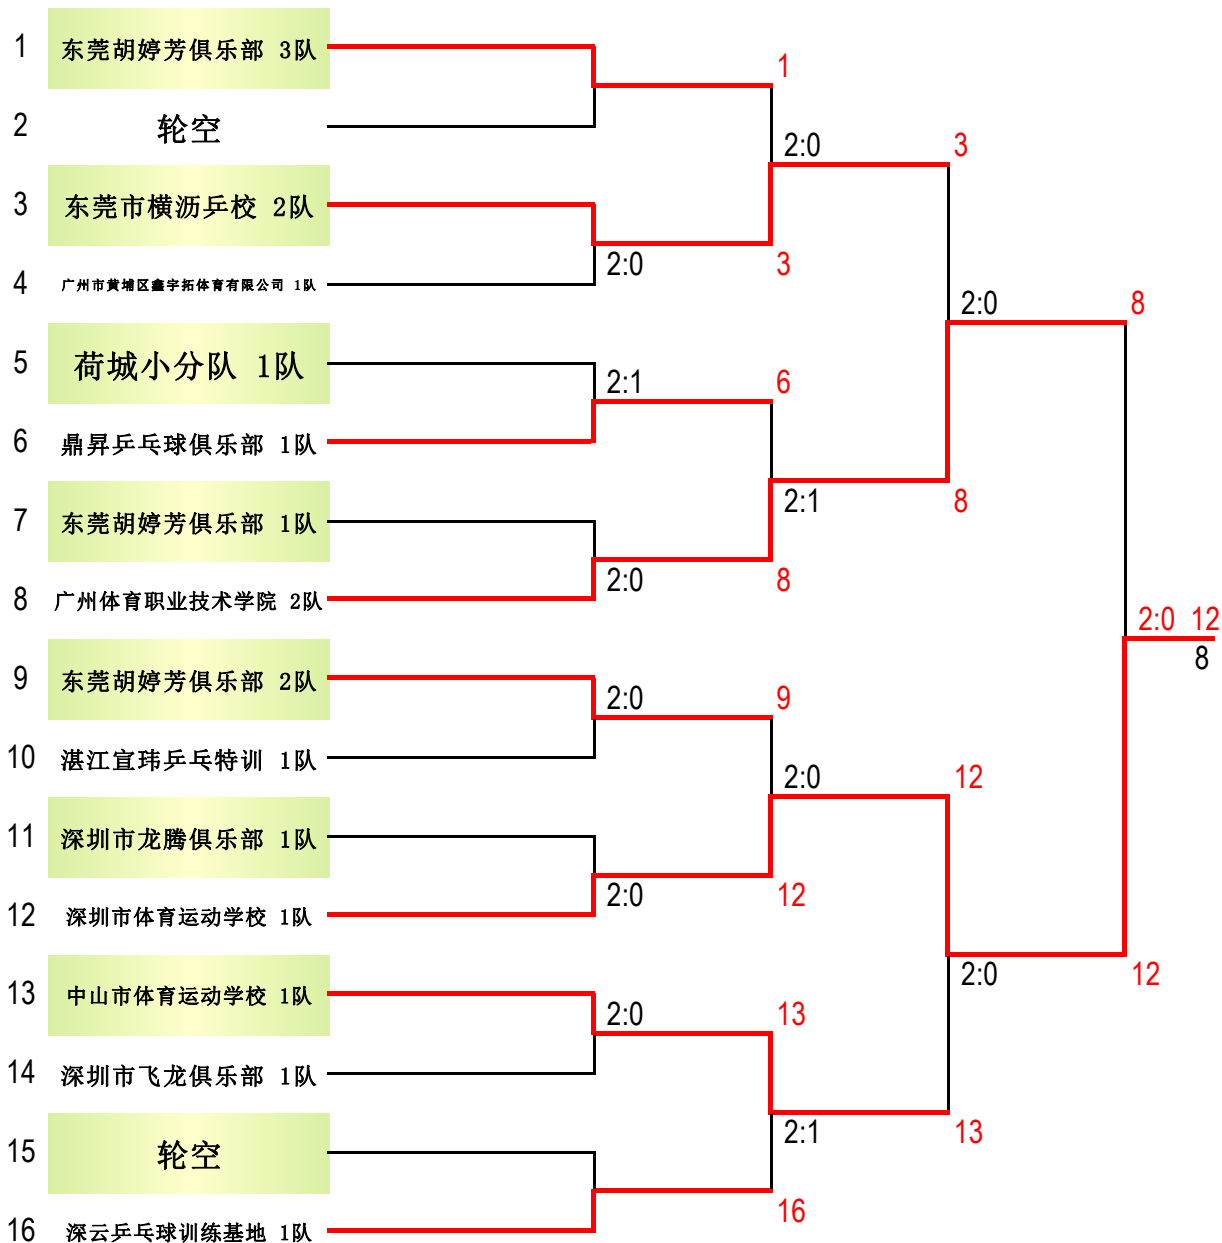 1 东莞胡婷芳俱乐部 3队
1
2 轮空
2:0 3
3 东莞市横沥乒校 2队
2:0 3
4 广州市黄埔区鑫宇拓体育有限公司 1队
2:0 8
5 荷城小分队 1队
2:1 6
6 鼎昇乒乓球俱乐部 1队
2:1 8
7 东莞胡婷芳俱乐部 1队
2:0 8
8 广州体育职业技术学院 2队
2:0 12
8
9 东莞胡婷芳俱乐部 2队
2:0 9
10 湛江宣玮乒乓特训 1队
2:0 12
11 深圳市龙腾俱乐部 1队
2:0 12
12 深圳市体育运动学校 1队
2:0 12
13 中山市体育运动学校 1队
2:0 13
14 深圳市飞龙俱乐部 1队
2:1 13
15 轮空
16
16 深云乒乓球训练基地 1队